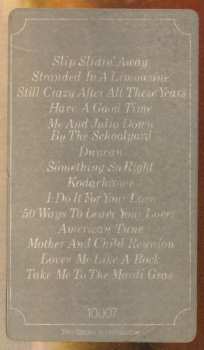 Slip Slidin' Away
Stranded In A Limousine
Still Crazy After All These Years
Have A Good Time
Me And Julio Down
By The Schoolyard
Duncan
Something So Right
Kodachrome
I Do It For Your Love
50 Ways To Leave Your Lover
American Tune
Mother And Child Reunion
Loves Me Like A Rock
Take Me To The Mardi Gras
10007